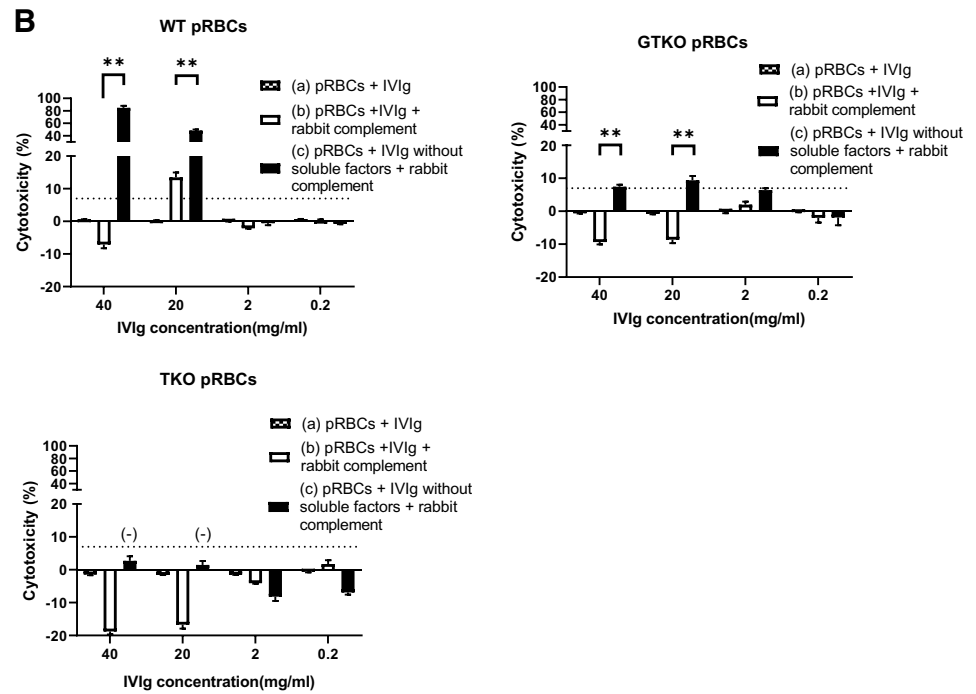 B
WT pRBCs
(a) pRBCs + IVIg
(b) pRBCs +IVIg +
rabbit complement
(c) pRBCs + IVIg without
soluble factors + rabbit
complement
** **
Cytotoxicity (%)
100
80
60
40
20
10
0
-10
-20
40 20 2 0.2
IVIg concentration(mg/ml)
GTKO pRBCs
(a) pRBCs + IVIg
(b) pRBCs +IVIg +
rabbit complement
(c) pRBCs + IVIg without
soluble factors + rabbit
complement
** **
Cytotoxicity (%)
100
80
60
40
20
10
0
-10
-20
40 20 2 0.2
IVIg concentration(mg/ml)
TKO pRBCs
(a) pRBCs + IVIg
(b) pRBCs +IVIg +
rabbit complement
(c) pRBCs + IVIg without
soluble factors + rabbit
complement
(-) (-)
Cytotoxicity (%)
100
80
60
40
20
10
0
-10
-20
40 20 2 0.2
IVIg concentration(mg/ml)